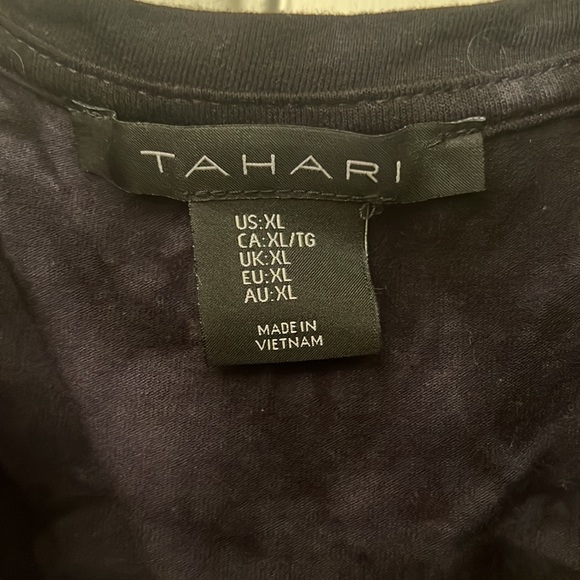 TAHARI
US:XL
CA:XL/TG
UK:XL
EU:XL
AU:XL
MADE IN
VIETNAM